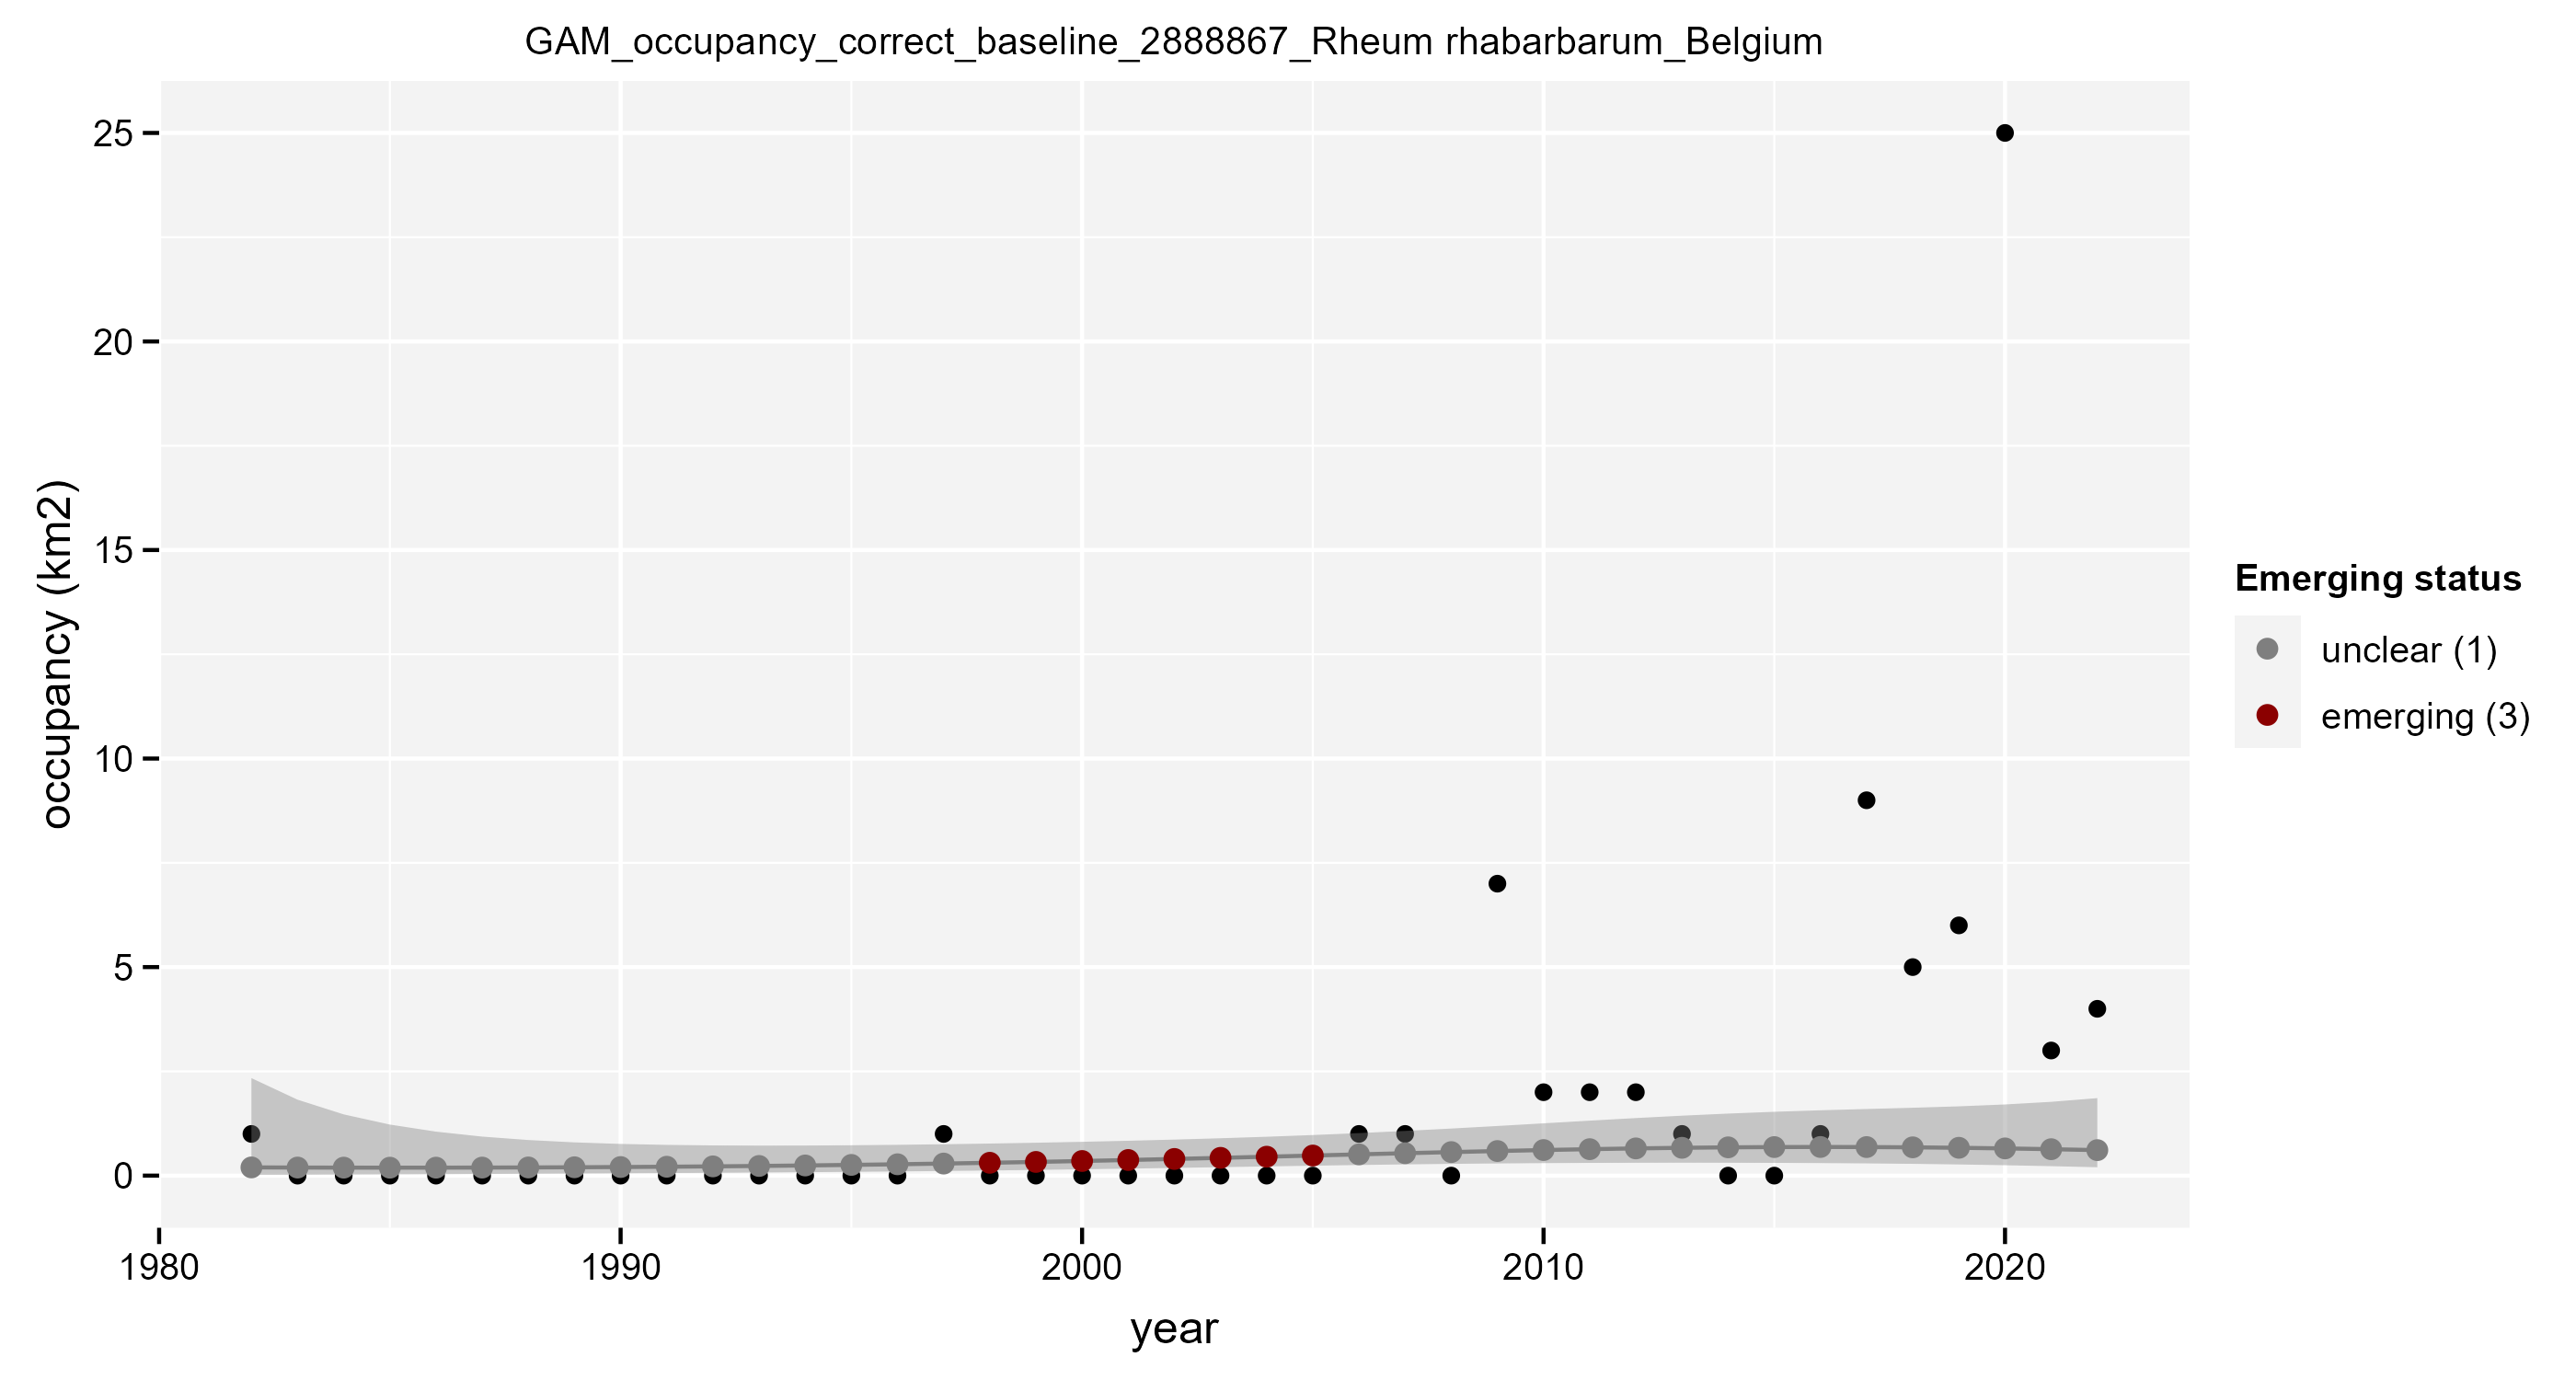 GAM_occupancy_correct_baseline_2888867_Rheum rhabarbarum_Belgium
occupancy (km2)
25
20
15
10
5
0
1980 1990 2000 2010 2020
year
Emerging status
unclear (1)
emerging (3)